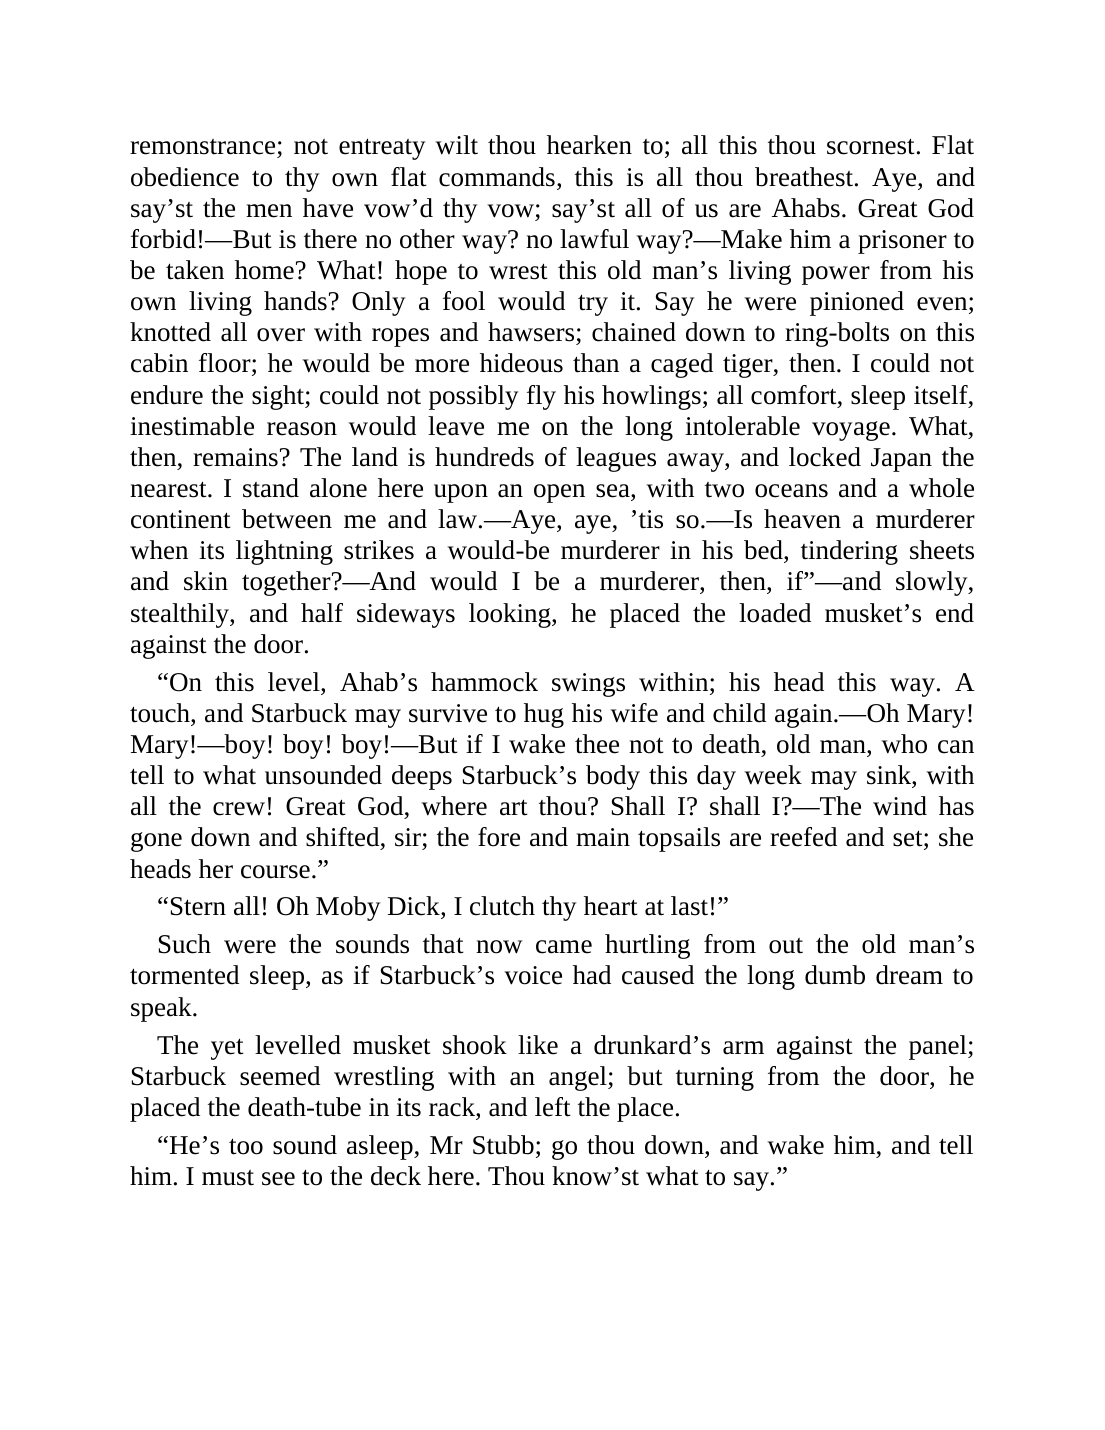 remonstrance; not entreaty wilt thou hearken to; all this thou scornest. Flat
obedience to thy own flat commands, this is all thou breathest. Aye, and
say’st the men have vow’d thy vow; say’st all of us are Ahabs. Great God
forbid!—But is there no other way? no lawful way?—Make him a prisoner to
be taken home? What! hope to wrest this old man’s living power from his
own living hands? Only a fool would try it. Say he were pinioned even;
knotted all over with ropes and hawsers; chained down to ring-bolts on this
cabin floor; he would be more hideous than a caged tiger, then. I could not
endure the sight; could not possibly fly his howlings; all comfort, sleep itself,
inestimable reason would leave me on the long intolerable voyage. What,
then, remains? The land is hundreds of leagues away, and locked Japan the
nearest. I stand alone here upon an open sea, with two oceans and a whole
continent between me and law.—Aye, aye, ’tis so.—Is heaven a murderer
when its lightning strikes a would-be murderer in his bed, tindering sheets
and skin together?—And would I be a murderer, then, if”—and slowly,
stealthily, and half sideways looking, he placed the loaded musket’s end
against the door.
“On this level, Ahab’s hammock swings within; his head this way. A
touch, and Starbuck may survive to hug his wife and child again.—Oh Mary!
Mary!—boy! boy! boy!—But if I wake thee not to death, old man, who can
tell to what unsounded deeps Starbuck’s body this day week may sink, with
all the crew! Great God, where art thou? Shall I? shall I?—The wind has
gone down and shifted, sir; the fore and main topsails are reefed and set; she
heads her course.”
“Stern all! Oh Moby Dick, I clutch thy heart at last!”
Such were the sounds that now came hurtling from out the old man’s
tormented sleep, as if Starbuck’s voice had caused the long dumb dream to
speak.
The yet levelled musket shook like a drunkard’s arm against the panel;
Starbuck seemed wrestling with an angel; but turning from the door, he
placed the death-tube in its rack, and left the place.
“He’s too sound asleep, Mr Stubb; go thou down, and wake him, and tell
him. I must see to the deck here. Thou know’st what to say.”